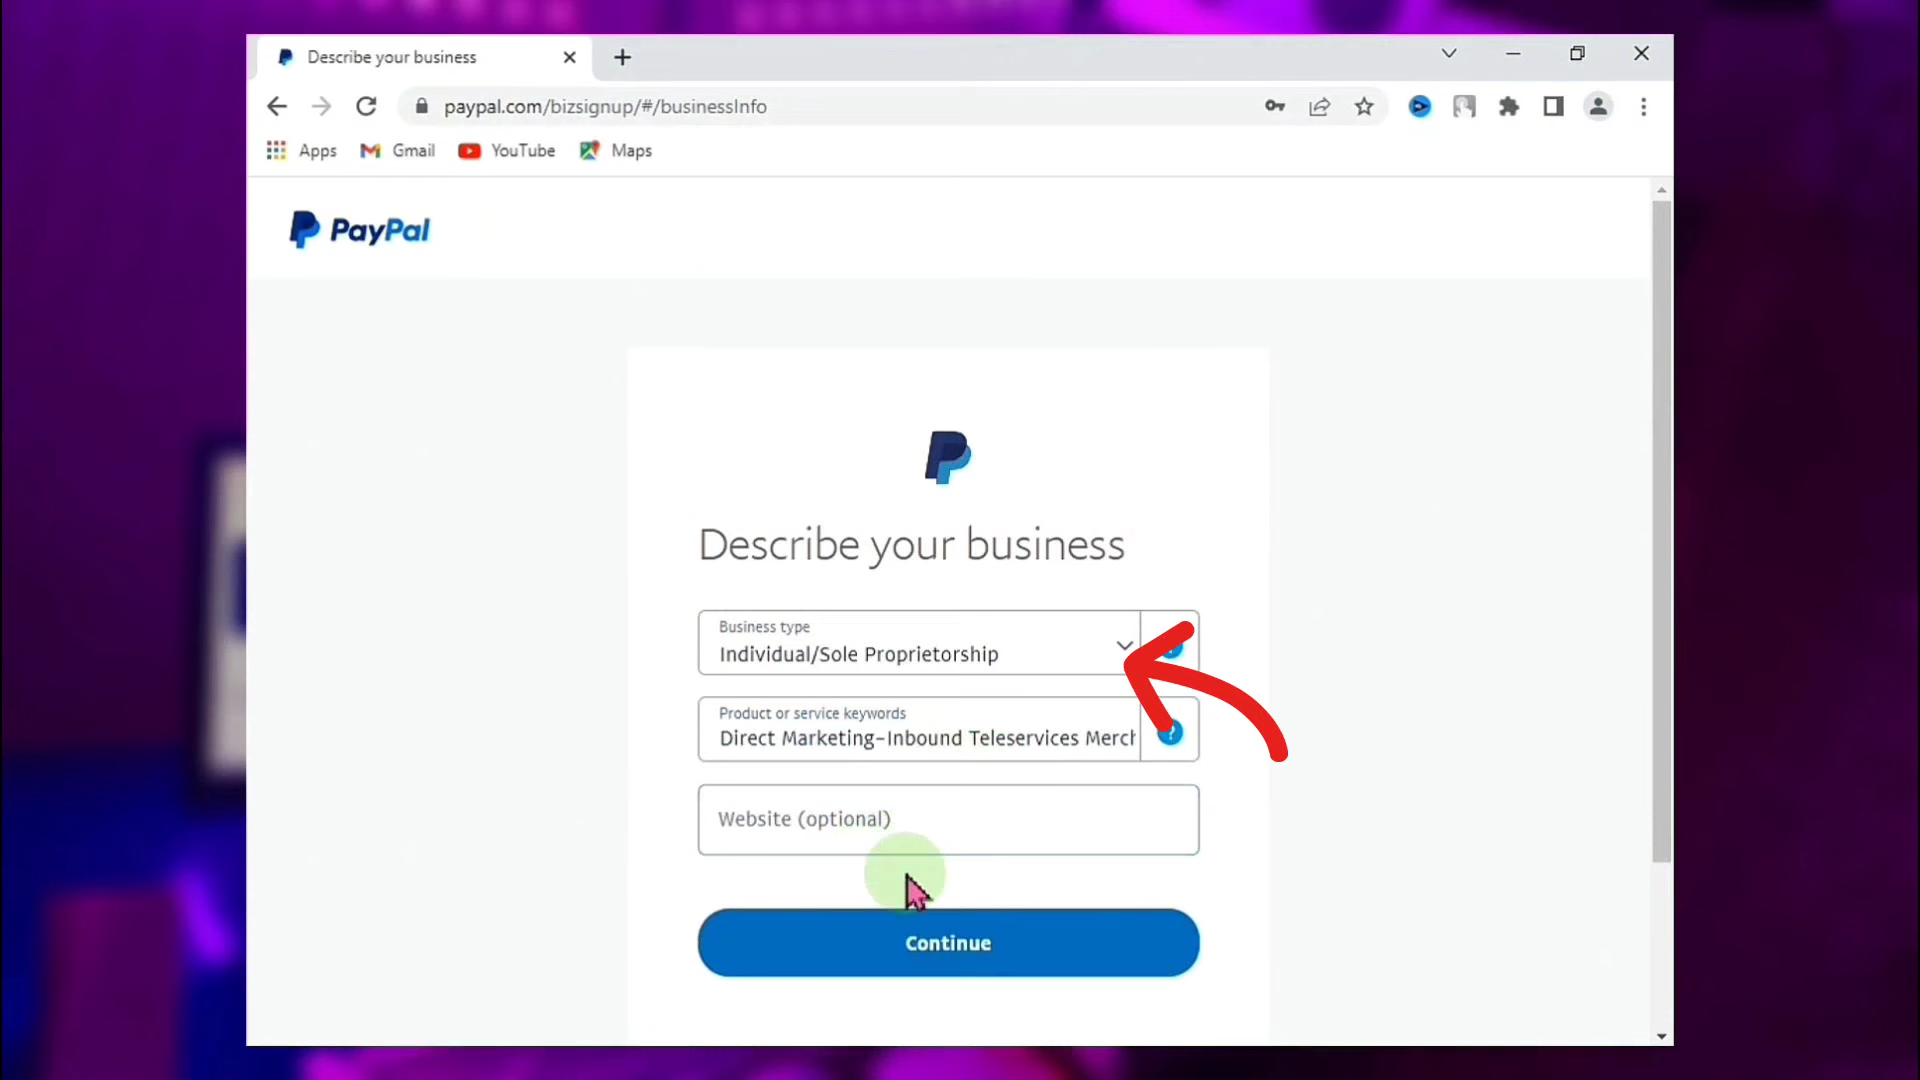 Describe your business
paypal.com/bizsignup/#/businessInfo
Apps Gmail YouTube Maps
PayPal
Describe your business
Business type
Individual/Sole Proprietorship
?
Product or service keywords
Direct Marketing-Inbound Teleservices Merch
?
Website (optional)
Continue